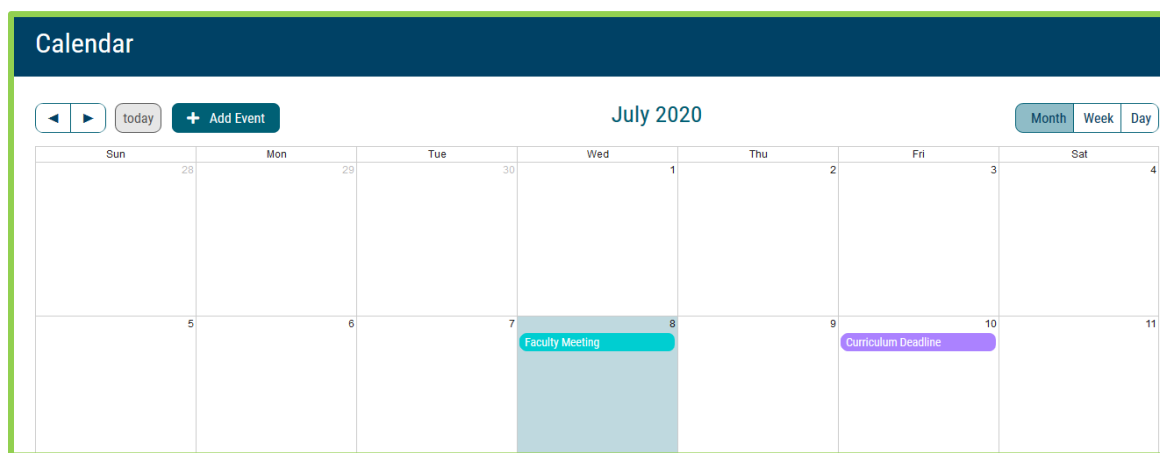 Calendar
◄ ► today + Add Event July 2020 Month Week Day
Sun Mon Tue Wed Thu Fri Sat
28 29 30 1 2 3 4
5 6 7 8 9 10 11
Faculty Meeting Curriculum Deadline